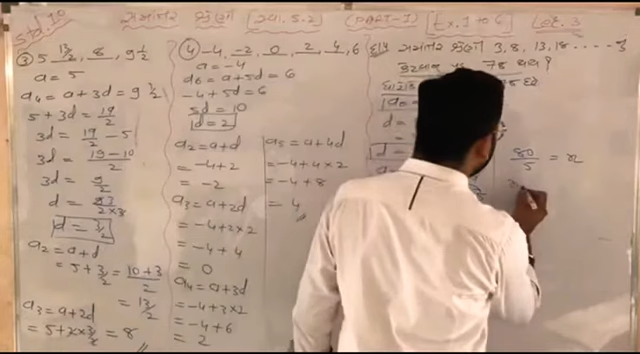 Std.10
સમાંતર શ્રેણી [સ્વા. 5.2] (PART-I) [Ex. 1 to 6]
③ 5, 13/2, 8, 9 1/2
a = 5
a4 = a + 3d = 9 1/2
5 + 3d = 19/2
3d = 19/2 - 5
3d = 19 - 10/2
3d = 9/2
d = 9/2×3
d = 3/2
a2 = a + d
= 5 + 3/2 = 10 + 3/2
= 13/2
a3 = a + 2d
= 5 + 2 × 3/2 = 8
④ -4, -2, 0, 2, 4, 6
a = -4
a6 = a + 5d = 6
-4 + 5d = 6
5d = 10
d = 2
a2 = a + d
= -4 + 2
= -2
a3 = a + 2d
= -4 + 2 × 2
= -4 + 4
= 0
a4 = a + 3d
= -4 + 3 × 2
= -4 + 6
= 2
a5 = a + 4d
= -4 + 4 × 2
= -4 + 8
= 4
સમાંતર શ્રેણી 3, 8, 13, 18 ....
78 થાય?
d =
80/5 = n